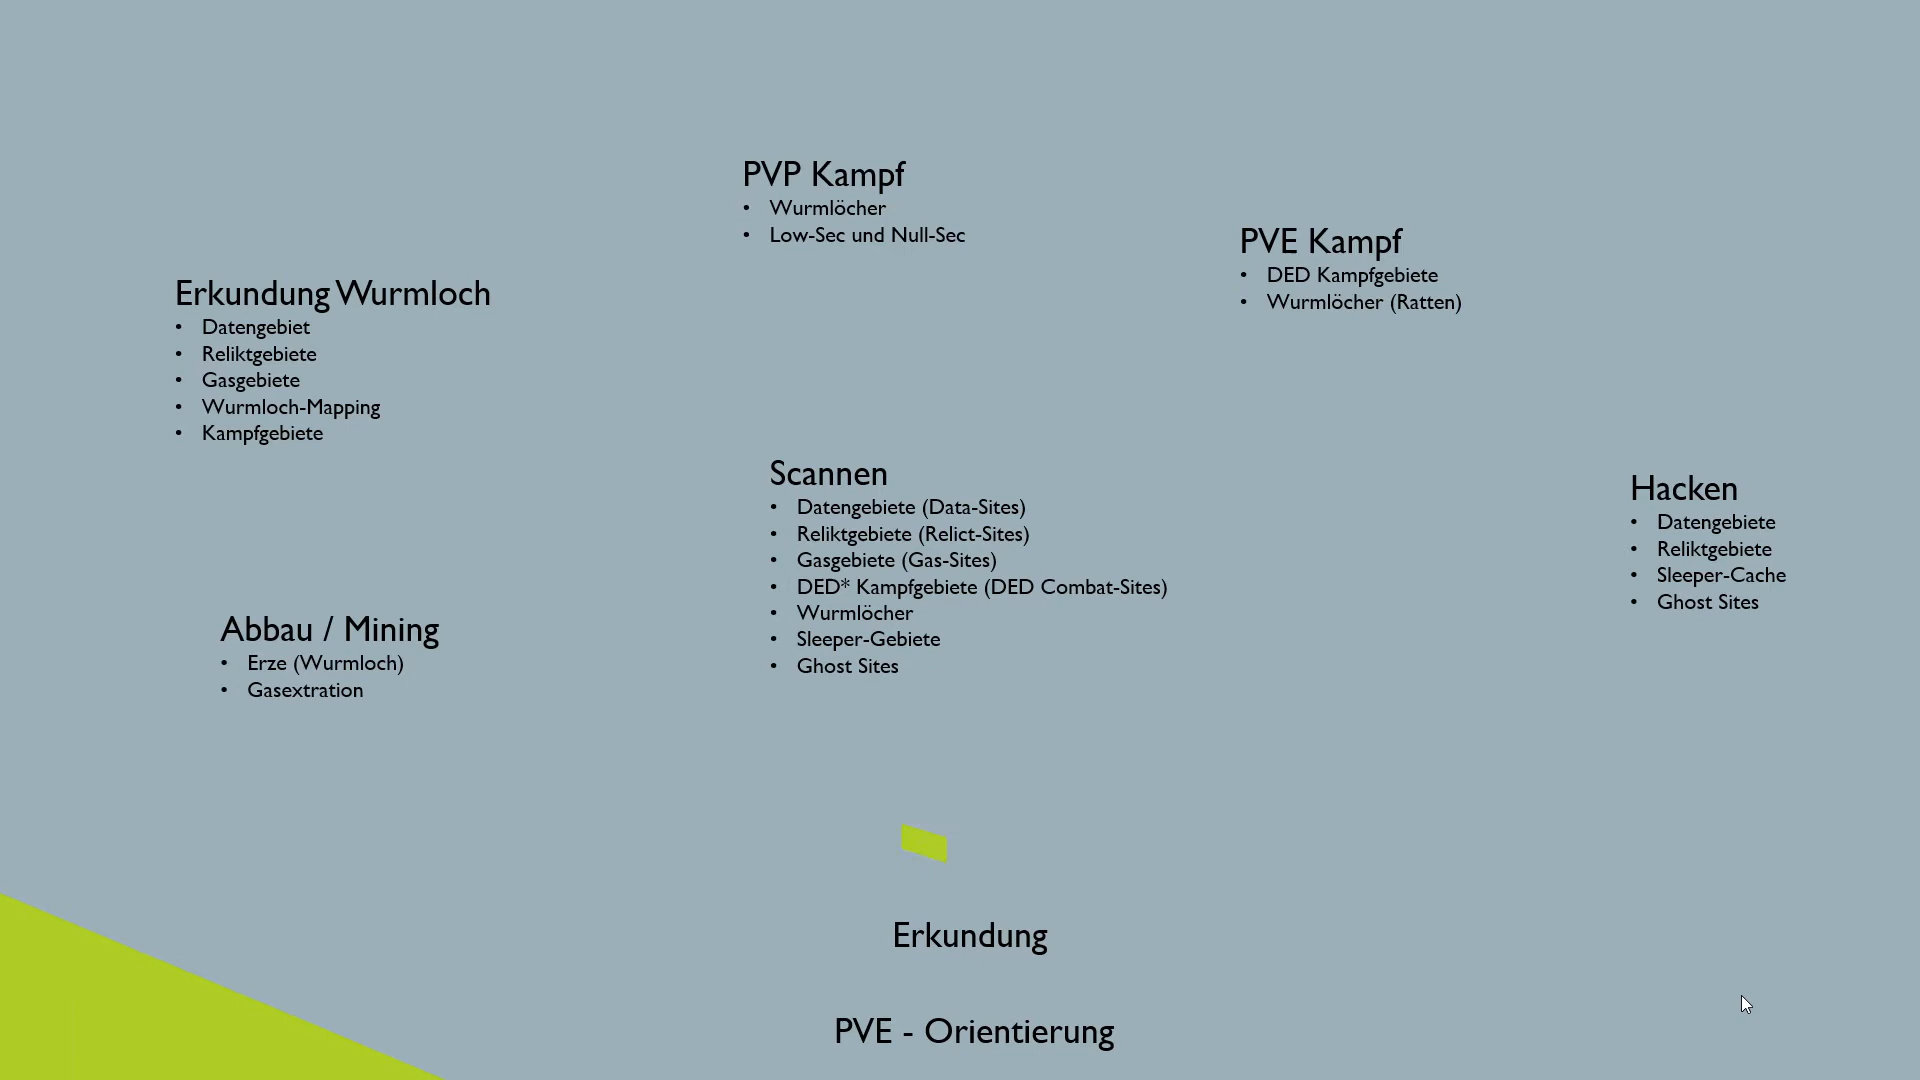 PVP Kampf
• Wurmlöcher
• Low-Sec und Null-Sec
PVE Kampf
• DED Kampfgebiete
• Wurmlöcher (Ratten)
Erkundung Wurmloch
• Datengebiet
• Reliktgebiete
• Gasgebiete
• Wurmloch-Mapping
• Kampfgebiete
Scannen
• Datengebiete (Data-Sites)
• Reliktgebiete (Relict-Sites)
• Gasgebiete (Gas-Sites)
• DED* Kampfgebiete (DED Combat-Sites)
• Wurmlöcher
• Sleeper-Gebiete
• Ghost Sites
Hacken
• Datengebiete
• Reliktgebiete
• Sleeper-Cache
• Ghost Sites
Abbau / Mining
• Erze (Wurmloch)
• Gasextration
Erkundung
PVE - Orientierung